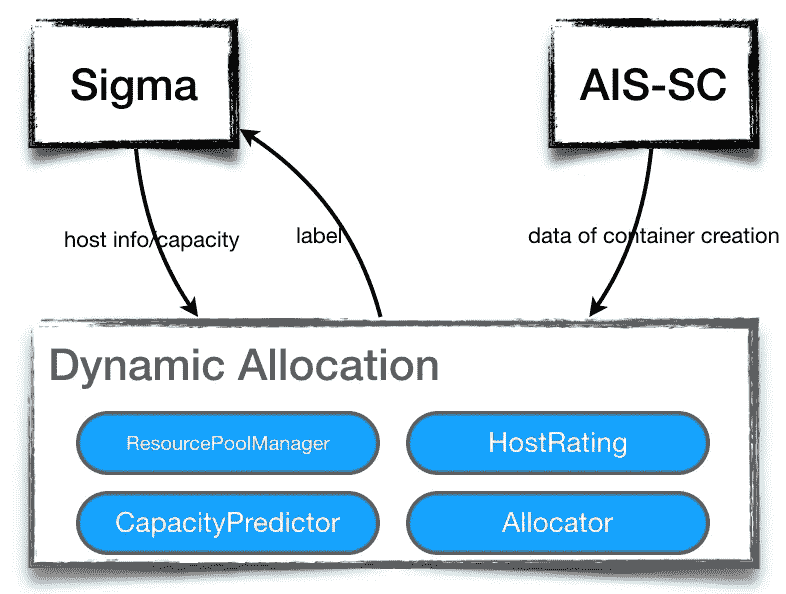 Sigma
AIS-SC
host info/capacity
label
data of container creation
Dynamic Allocation
ResourcePoolManager
HostRating
CapacityPredictor
Allocator